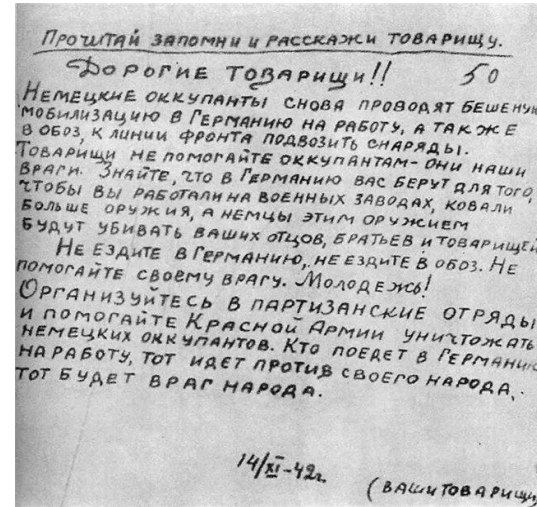 Прочитай запомни и расскажи товарищу.
Дорогие товарищи!! 50
Немецкие оккупанты снова проводят бешеную
мобилизацию в Германию на работу, а также
в обоз, к линии фронта подвозить снаряды.
Товарищи не помогайте оккупантам – они наши
враги. Знайте, что в Германию вас берут для того,
чтобы вы работали на военных заводах, ковали
больше оружия, а немцы этим оружием
будут убивать ваших отцов, братьев и товарищей
Не ездите в Германию, не ездите в обоз. Не
помогайте своему врагу. Молодежь!
Организуйтесь в партизанские отряды
и помогайте Красной Армии уничтожать
немецких оккупантов. Кто поедет в Германию
на работу, тот идет против своего народа,
тот будет враг народа.
14/XI-42г.
(ваши товарищи